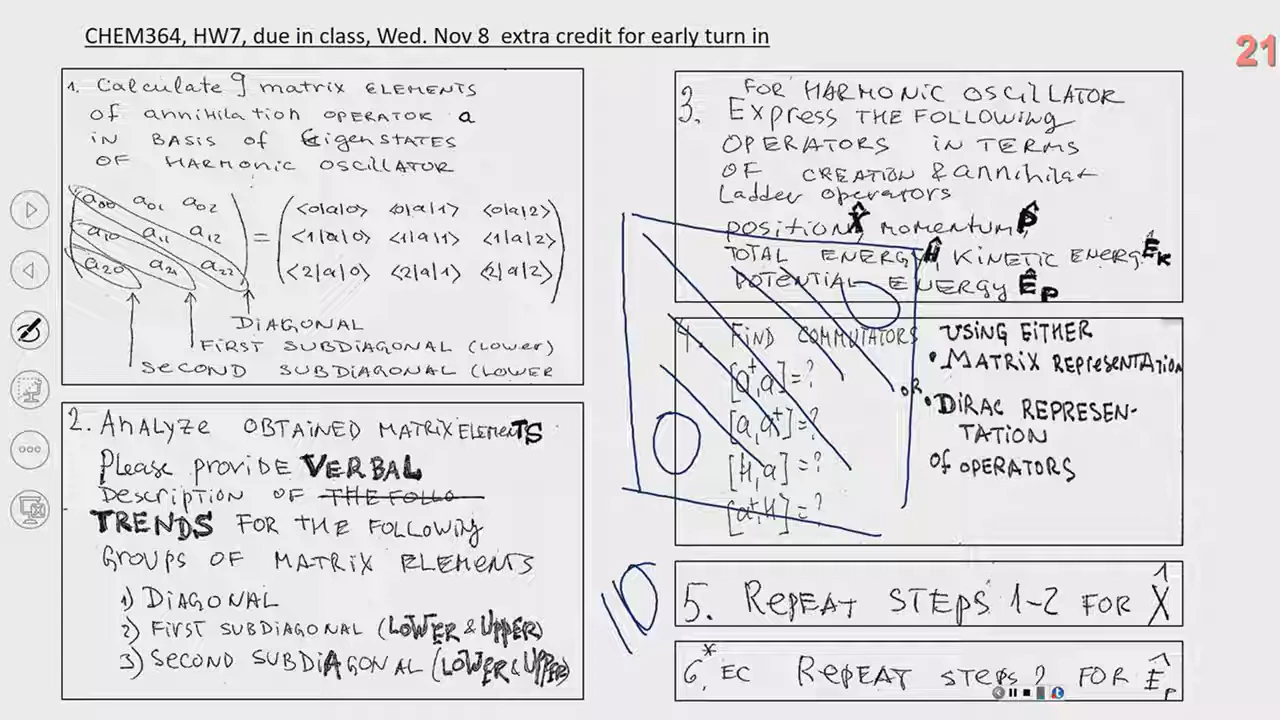 CHEM364, HW7, due in class, Wed. Nov 8 extra credit for early turn in
21
1. Calculate 9 matrix ELEMENTS
of annihilation OPERATOR a
in BASIS of EigenSTATES
OF HARMONIC OSCILLATOR
a00 a01 a02 <0|a|0> <0|a|1> <0|a|2>
a10 a11 a12 = <1|a|0> <1|a|1> <1|a|2>
a20 a21 a22 <2|a|0> <2|a|1> <2|a|2>
DIAGONAL
FIRST SUBDIAGONAL (Lower)
SECOND SUBDIAGONAL (LOWER
2. ANALYZE OBTAINED MATRIX ELEMENTS
Please provide VERBAL
Description OF THE FOLLO
TRENDS FOR THE FOLLOWING
GROUPS OF MATRIX ELEMENTS
1) DIAGONAL
2) FIRST SUBDIAGONAL (LOWER & UPPER)
3) SECOND SUBDIAGONAL (LOWER & UPPER)
3. FOR HARMONIC OSCILLATOR
Express THE FOLLOWING
OPERATORS IN TERMS
OF CREATION & annihilat
Ladder operators
position X̂, momentum P̂
TOTAL ENERGY Ĥ, KINETIC ENERGY ÊK
POTENTIAL ENERGY ÊP
4. FIND COMMUTATORS
[a⁺,a]=?
[a,a⁺]=?
[H,a]=?
[a⁺,H]=?
USING EITHER
• MATRIX REPRESENTATION
OR
• DIRAC REPRESEN-
TATION
OF OPERATORS
10
5. REPEAT STEPS 1-2 FOR X̂
6.* EC REPEAT steps ? FOR ÊP